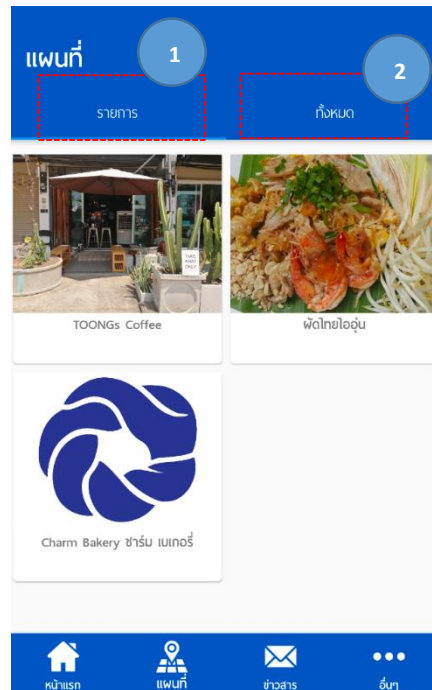 แผนที่
1
2
รายการ
ทั้งหมด
TAKE
AWAY
ONLY
TOONGs Coffee
ผัดไทยไออุ่น
Charm Bakery ชาร์ม เบเกอรี่
หน้าแรก
แผนที่
ข่าวสาร
อื่นๆ